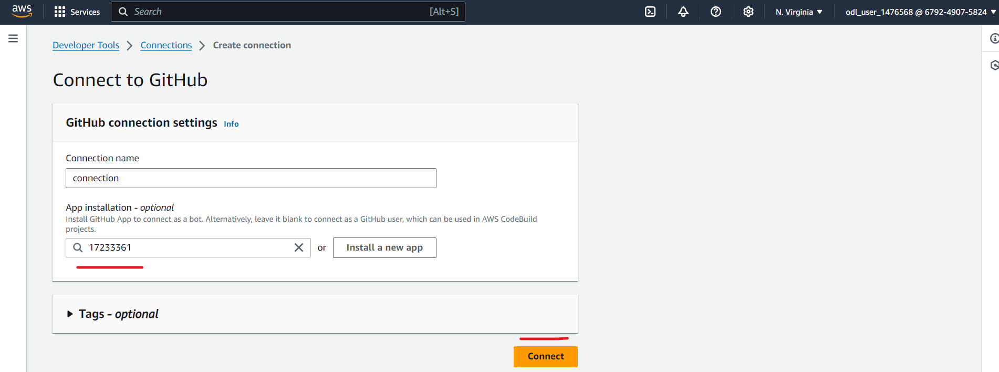 aws Services Search [Alt+S] N. Virginia odl_user_1476568 @ 6792-4907-5824
Developer Tools Connections Create connection
Connect to GitHub
GitHub connection settings Info
Connection name
connection
App installation - optional
Install GitHub App to connect as a bot. Alternatively, leave it blank to connect as a GitHub user, which can be used in AWS CodeBuild
projects.
17233361 or Install a new app
Tags - optional
Connect